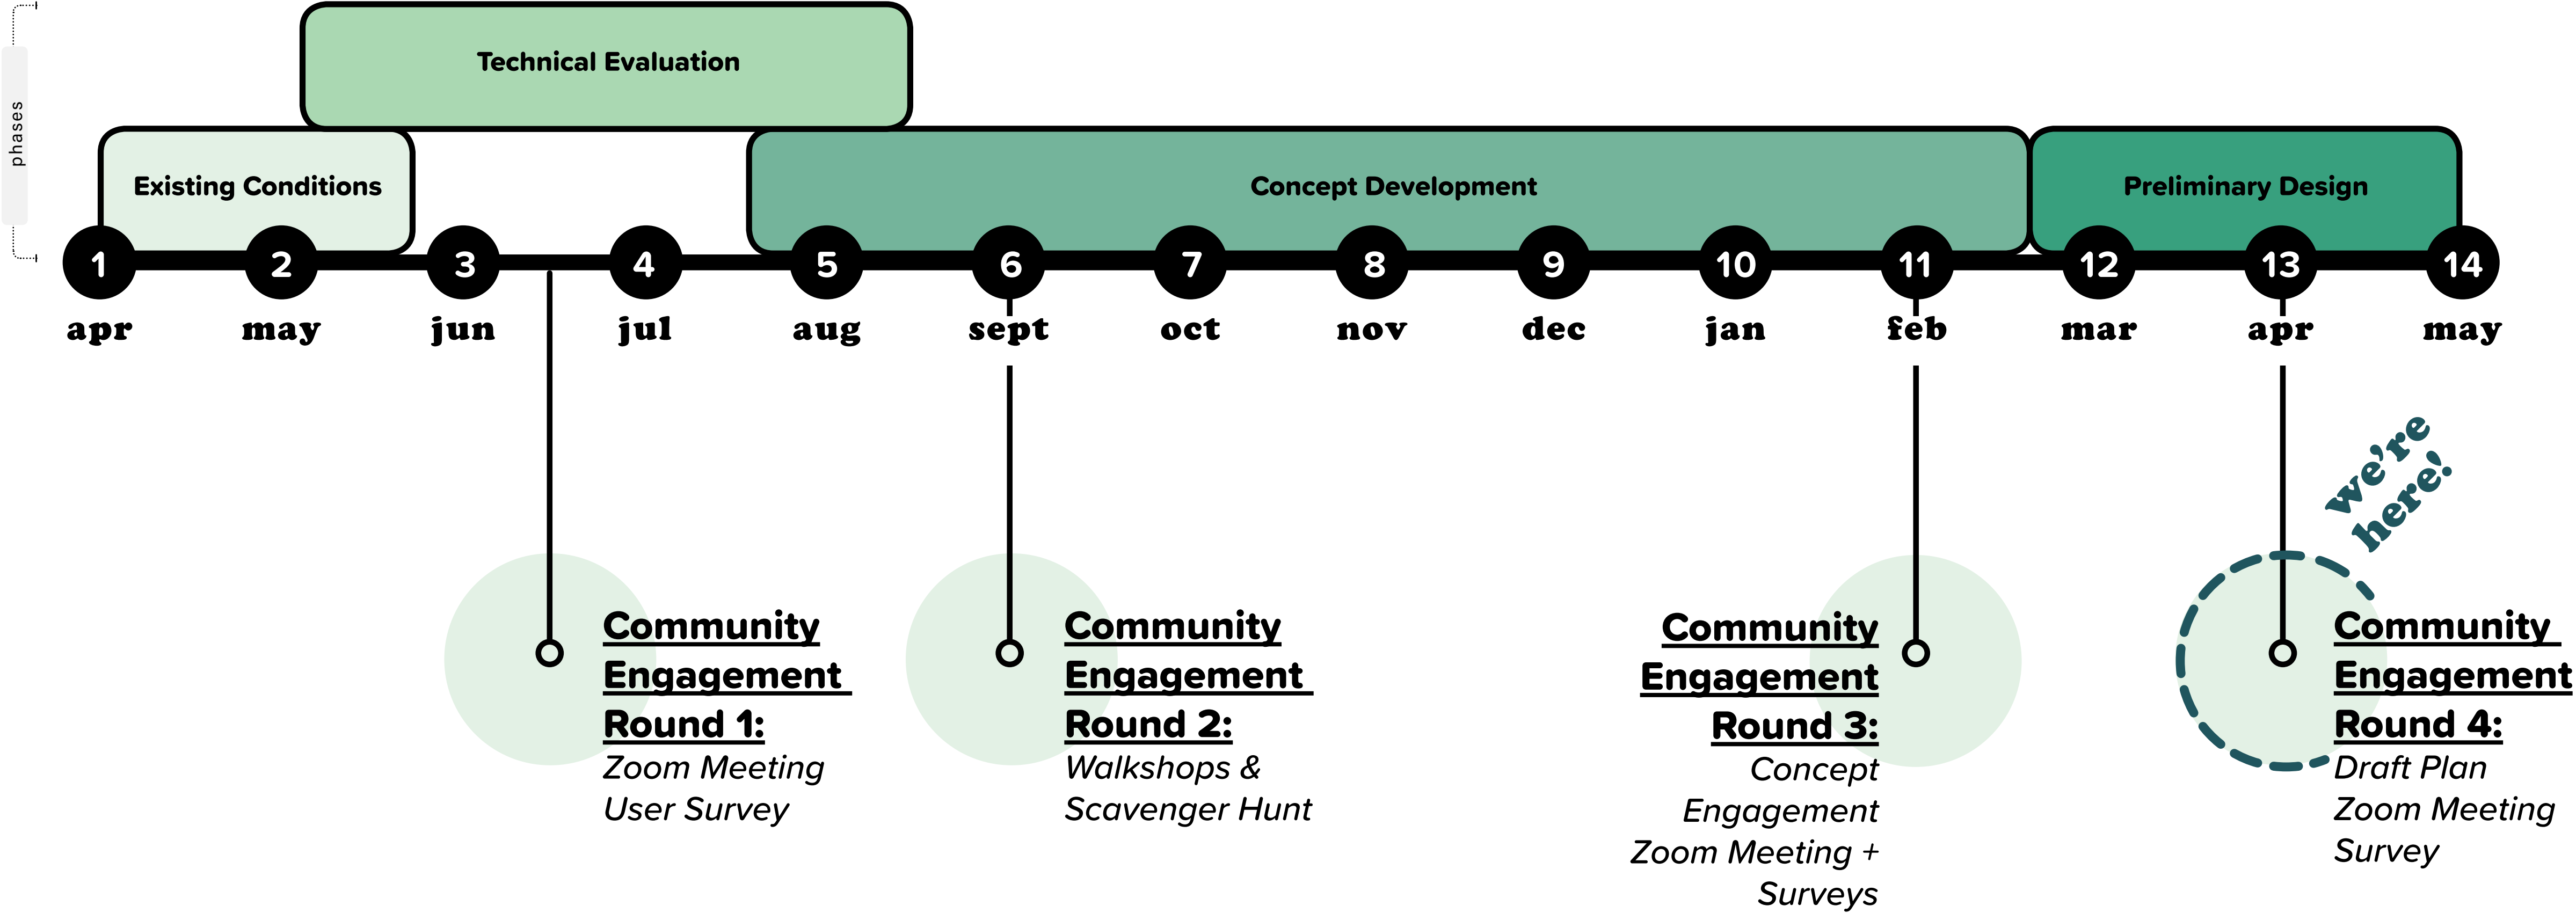 phases
Technical Evaluation
Existing Conditions
Concept Development
Preliminary Design
1 2 3 4 5 6 7 8 9 10 11 12 13 14
apr may jun jul aug sept oct nov dec jan feb mar apr may
we're
here!
Community
Engagement
Round 1:
Zoom Meeting
User Survey
Community
Engagement
Round 2:
Walkshops &
Scavenger Hunt
Community
Engagement
Round 3:
Concept
Engagement
Zoom Meeting +
Surveys
Community
Engagement
Round 4:
Draft Plan
Zoom Meeting
Survey